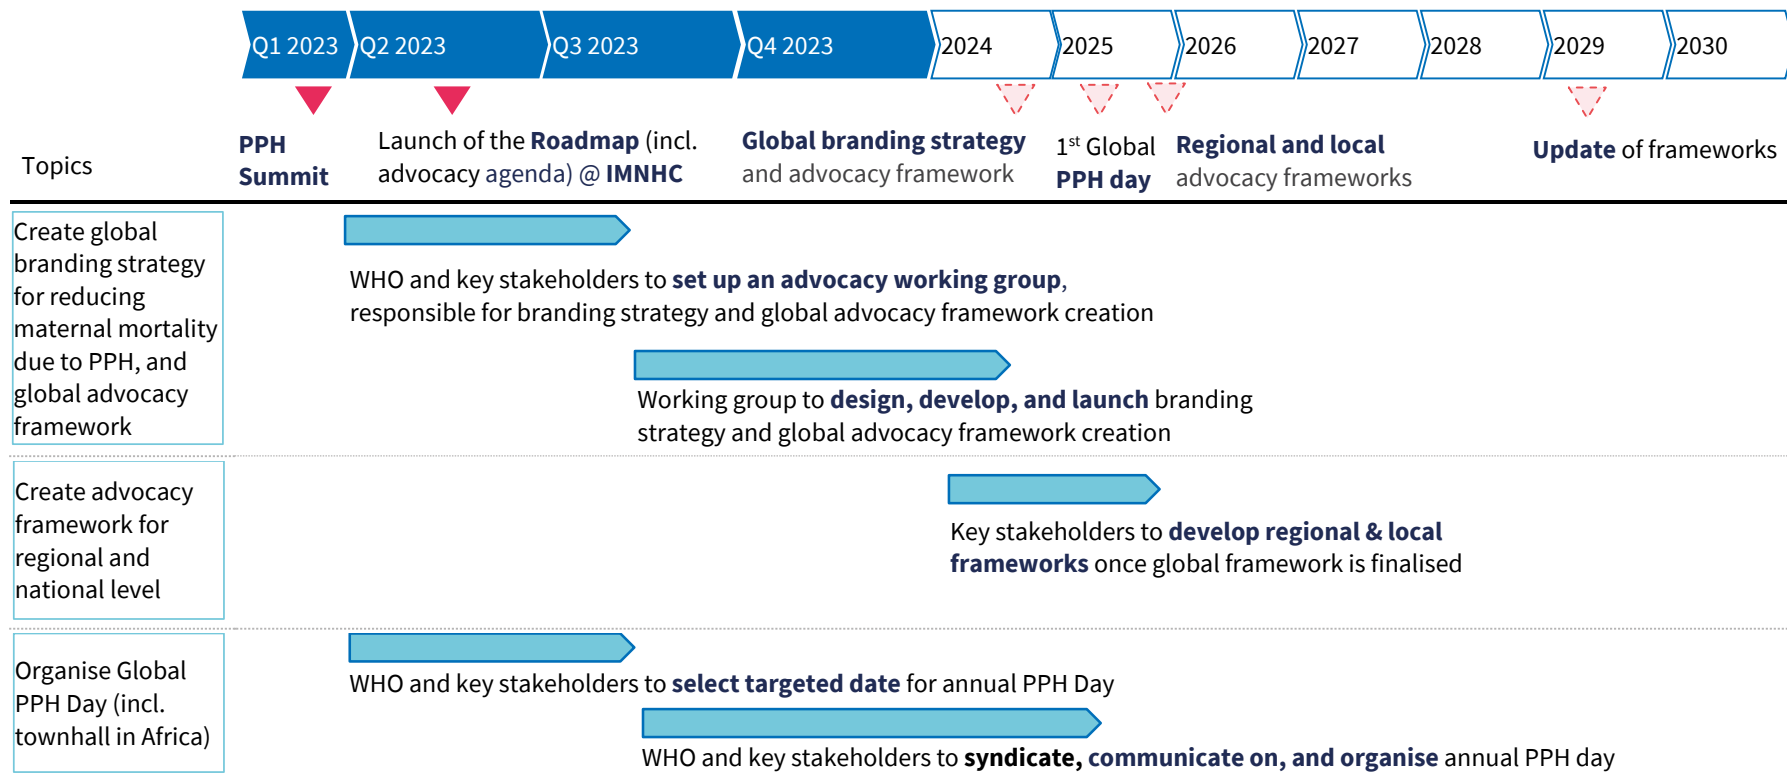 Q1 2023
Q2 2023
Q3 2023
Q4 2023
2024
2025
2026
2027
2028
2029
2030
Topics
PPH
Summit
Launch of the Roadmap (incl.
advocacy agenda) @ IMNHC
Global branding strategy
and advocacy framework
1st Global
PPH day
Regional and local
advocacy frameworks
Update of frameworks
Create global
branding strategy
for reducing
maternal mortality
due to PPH, and
global advocacy
framework
WHO and key stakeholders to set up an advocacy working group,
responsible for branding strategy and global advocacy framework creation
Working group to design, develop, and launch branding
strategy and global advocacy framework creation
Create advocacy
framework for
regional and
national level
Key stakeholders to develop regional & local
frameworks once global framework is finalised
Organise Global
PPH Day (incl.
townhall in Africa)
WHO and key stakeholders to select targeted date for annual PPH Day
WHO and key stakeholders to syndicate, communicate on, and organise annual PPH day